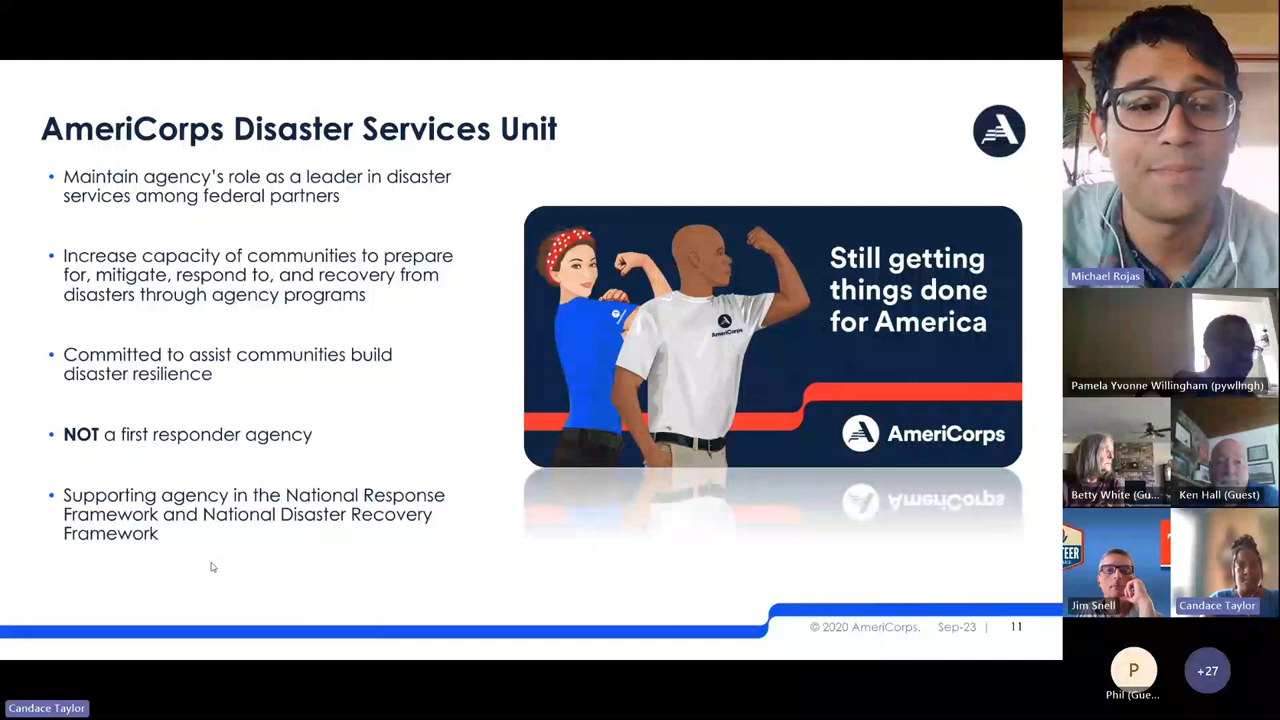 AmeriCorps Disaster Services Unit
• Maintain agency's role as a leader in disaster
services among federal partners
• Increase capacity of communities to prepare
for, mitigate, respond to, and recovery from
disasters through agency programs
• Committed to assist communities build
disaster resilience
• NOT a first responder agency
• Supporting agency in the National Response
Framework and National Disaster Recovery
Framework
Still getting
things done
for America
AmeriCorps
AmeriCorps
© 2020 AmeriCorps.
Sep-23 |
11
Candace Taylor
Michael Rojas
Pamela Yvonne Willingham (pywllngh)
Betty White (Gu...
Ken Hall (Guest)
Jim Snell
Candace Taylor
P
Phil (Gue...
+27